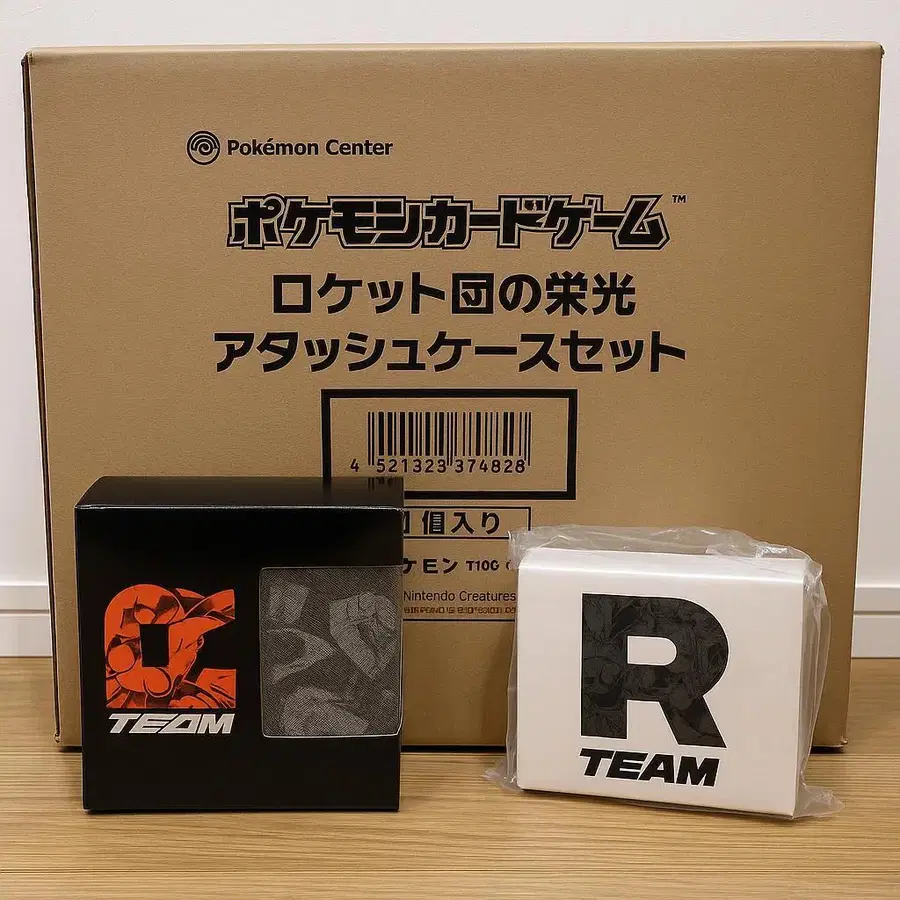 Pokémon Center
ポケモンカードゲーム™
ロケット団の栄光
アタッシュケースセット
4 521323 374828
個入り
ケモン T10G
Nintendo Creatures
TEAM
R
TEAM